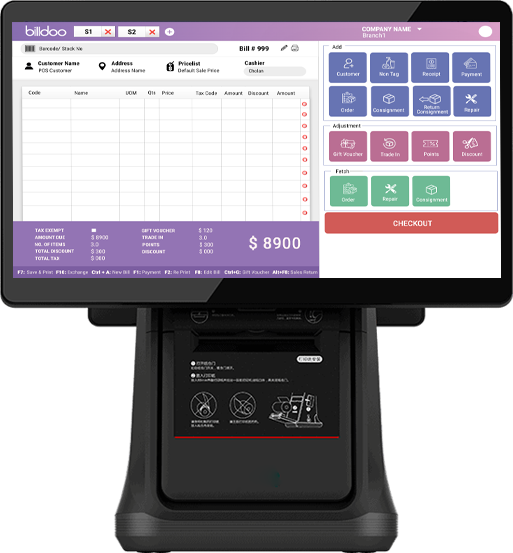 billdoo S1 × S2 × +
COMPANY NAME
Branch1
Barcode/ Stock No
Bill # 999
Customer Name
POS Customer
Address
Address Name
Pricelist
Default Sale Price
Cashier
Cholan
Code Name UOM Qty Price Tax Code Amount Discount Amount
TAX EXEMPT
AMOUNT DUE $ 8900
NO. OF ITEMS 3.0
TOTAL DISCOUNT $ 300
TOTAL TAX $ 300
GIFT VOUCHER $ 120
TRADE IN 3.0
POINTS $ 300
DISCOUNT $ 000
$ 8900
F7: Save & Print F10: Exchange Ctrl + A: New Bill F1: Payment F2: Re Print F8: Edit Bill Ctrl+G: Gift Voucher Alt+FR: Sales Return
Add
Customer Non Tag Receipt Payment
Order Consignment Return Consignment Repair
Adjustment
Gift Voucher Trade In Points Discount
Fetch
Order Repair Consignment
CHECKOUT